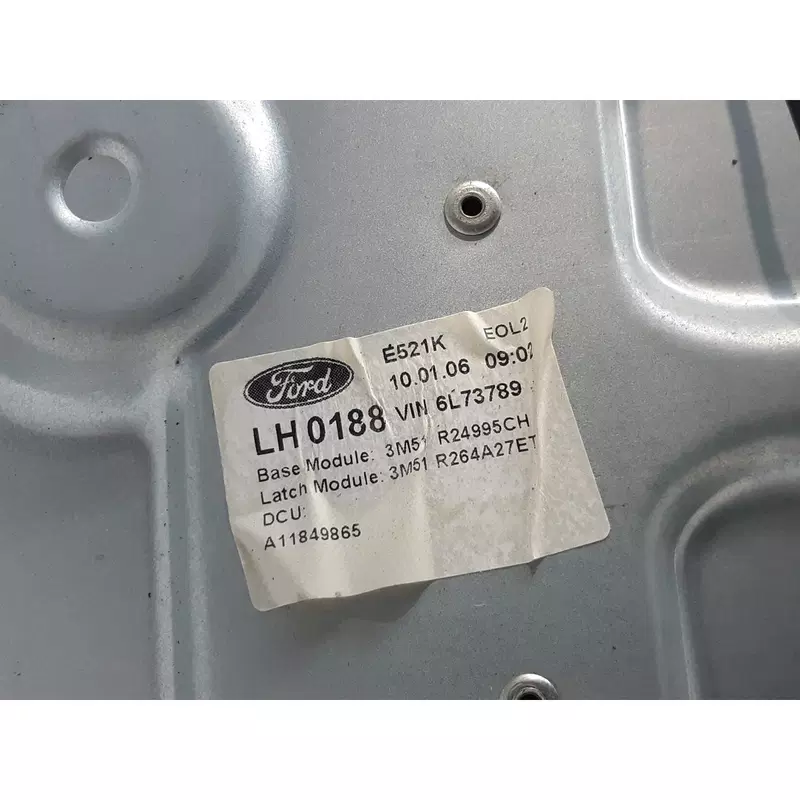 E521K EOL2
Ford 10.01.06 09:02
LH 0188 VIN 6L73789
Base Module: 3M51 R24995CH
Latch Module: 3M51 R264A27ET
DCU:
A11849865